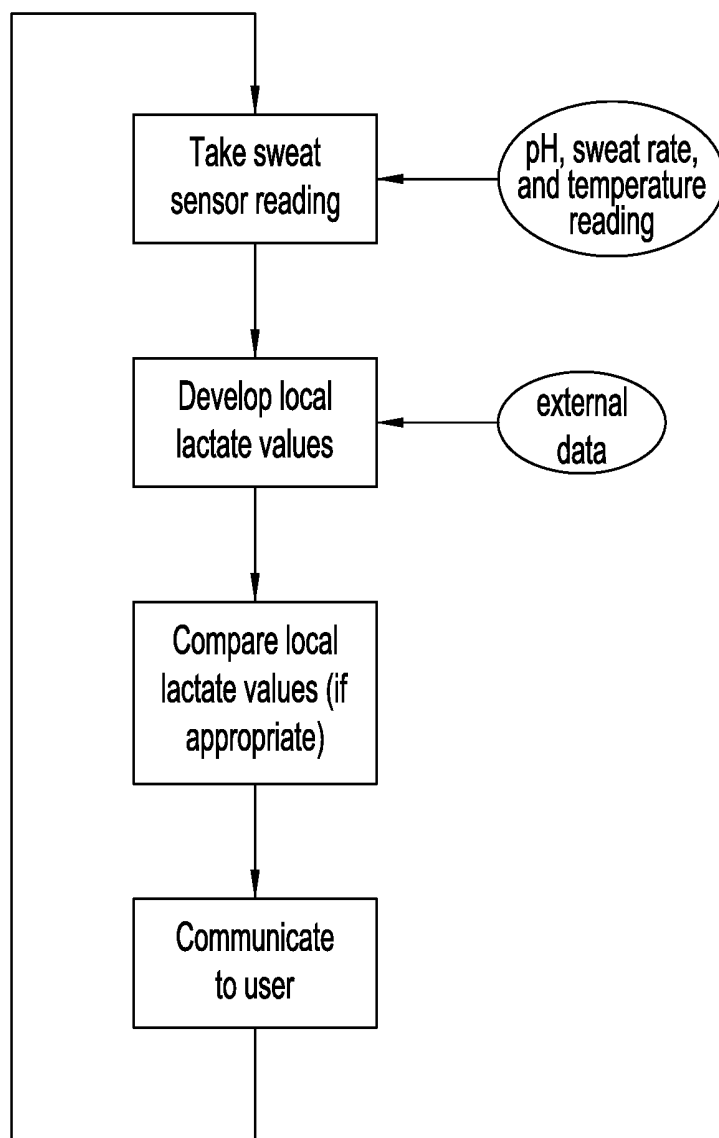 Take sweat
sensor reading
pH, sweat rate,
and temperature
reading
Develop local
lactate values
external
data
Compare local
lactate values (if
appropriate)
Communicate
to user